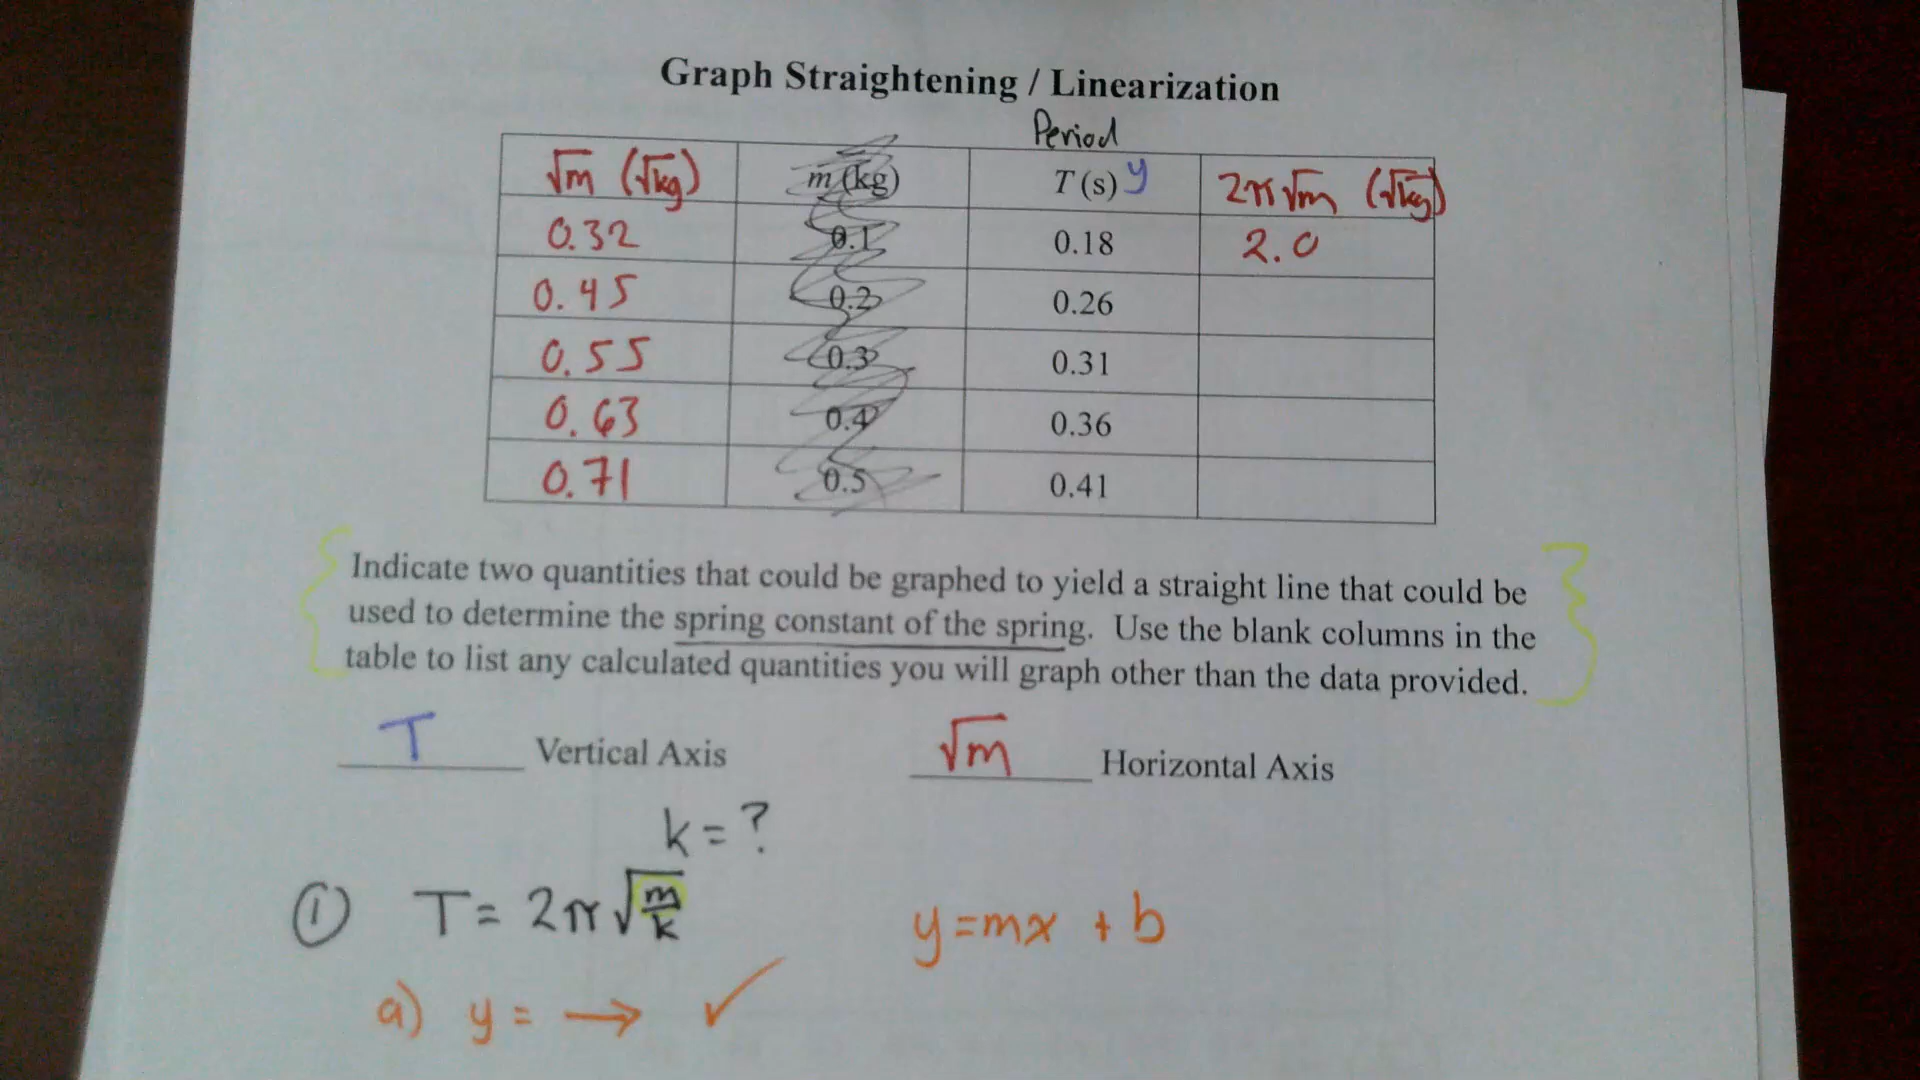 Graph Straightening / Linearization
Period
√m (√kg) m (kg) T (s) y 2π√m (√kg)
0.32 0.1 0.18 2.0
0.45 0.2 0.26
0.55 0.3 0.31
0.63 0.4 0.36
0.71 0.5 0.41
Indicate two quantities that could be graphed to yield a straight line that could be
used to determine the spring constant of the spring. Use the blank columns in the
table to list any calculated quantities you will graph other than the data provided.
T Vertical Axis √m Horizontal Axis
k = ?
① T = 2π√(m/k) y = mx + b
a) y = → ✓